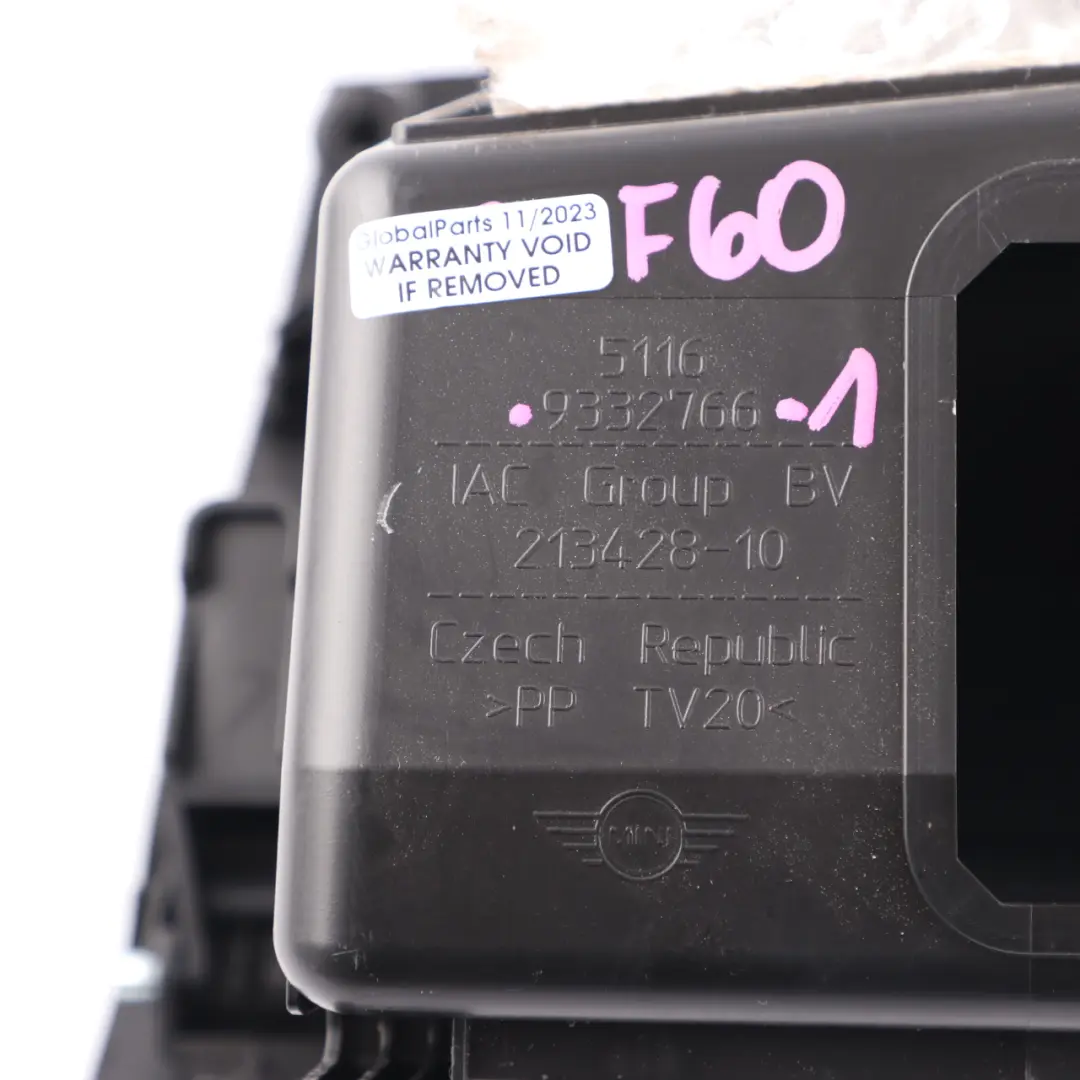 GlobalParts 11/2023
WARRANTY VOID
IF REMOVED
F60
5116
9332766 -1
IAC Group BV
213428-10
Czech Republic
>PP TV20<
MINI